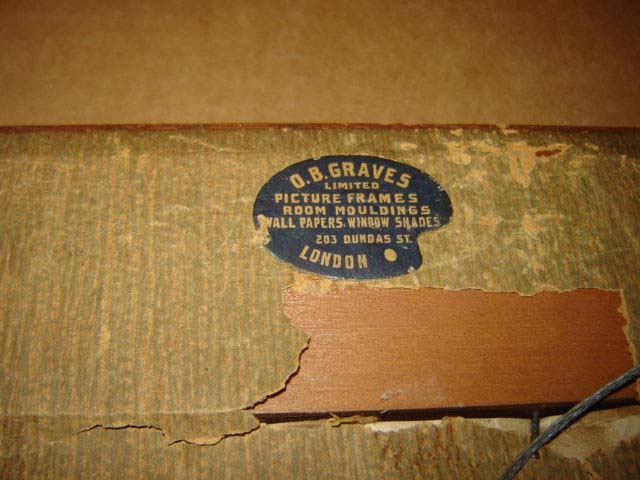 O.B.GRAVES
LIMITED
PICTURE FRAMES
ROOM MOULDINGS
WALL PAPERS. WINDOW SHADES
203 DUNDAS ST.
LONDON